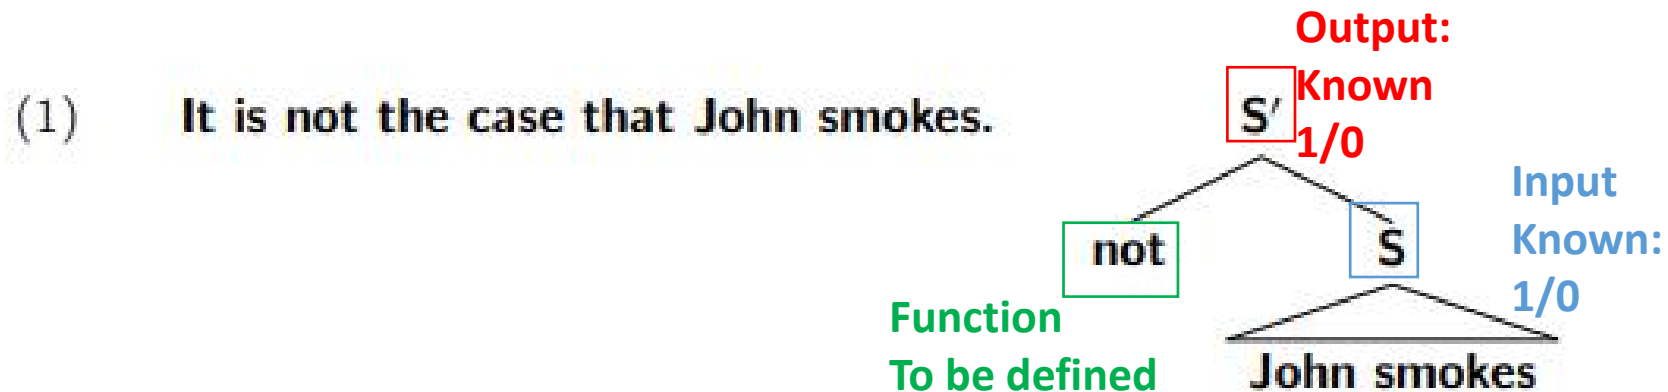 (1) It is not the case that John smokes.
Output:
Known
1/0
S′
Input
Known:
1/0
not
S
Function
To be defined
John smokes